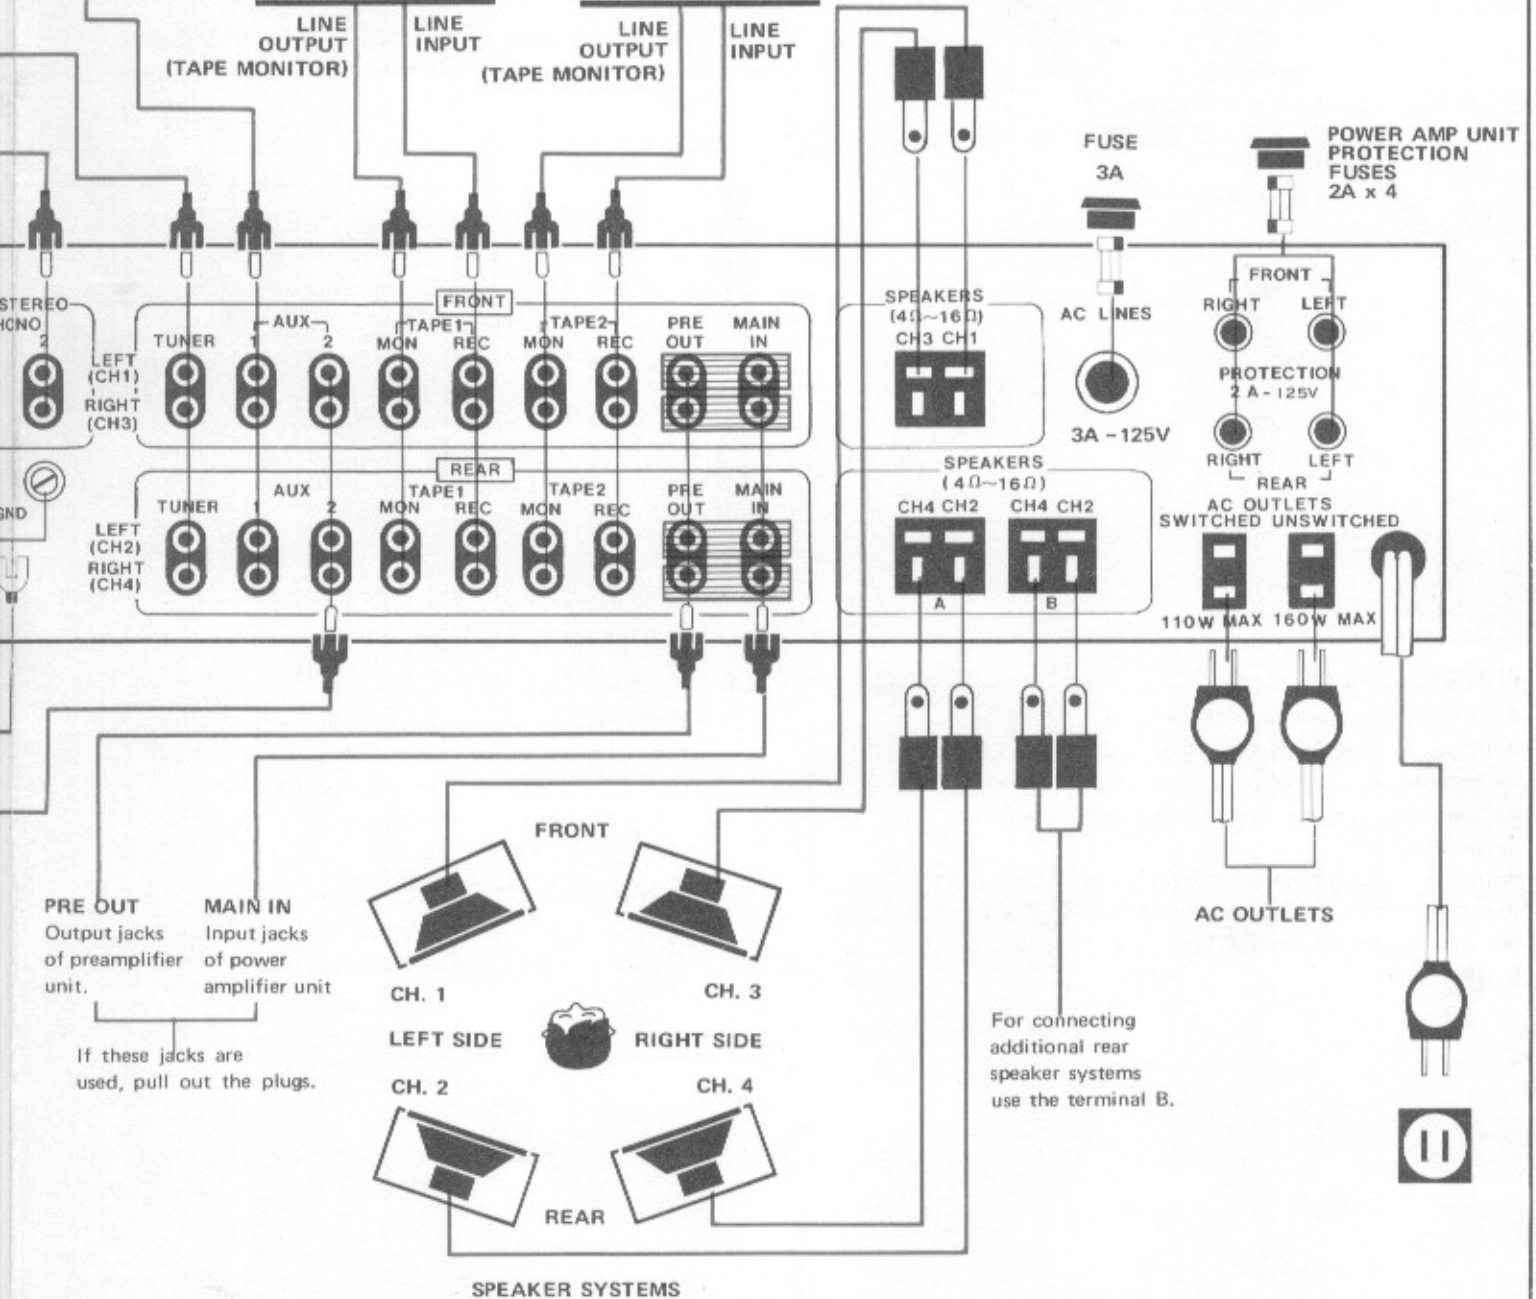 LINE
OUTPUT
(TAPE MONITOR)
LINE
INPUT
LINE
OUTPUT
(TAPE MONITOR)
LINE
INPUT
FUSE
3A
POWER AMP UNIT
PROTECTION
FUSES
2A x 4
STEREO
2
FRONT
AUX
TAPE1
TAPE2
PRE
OUT
MAIN
IN
TUNER
1
2
MON
REC
MON
REC
LEFT
(CH1)
RIGHT
(CH3)
SPEAKERS
(4Ω~16Ω)
CH3 CH1
AC LINES
3A-125V
FRONT
RIGHT
LEFT
PROTECTION
2A-125V
RIGHT
LEFT
REAR
GND
REAR
AUX
TAPE1
TAPE2
PRE
OUT
MAIN
IN
TUNER
1
2
MON
REC
MON
REC
LEFT
(CH2)
RIGHT
(CH4)
SPEAKERS
(4Ω~16Ω)
CH4 CH2
CH4 CH2
A
B
AC OUTLETS
SWITCHED UNSWITCHED
110W MAX 160W MAX
FRONT
PRE OUT
Output jacks
of preamplifier
unit.
MAIN IN
Input jacks
of power
amplifier unit
If these jacks are
used, pull out the plugs.
CH. 1
CH. 3
LEFT SIDE
RIGHT SIDE
CH. 2
CH. 4
REAR
SPEAKER SYSTEMS
AC OUTLETS
For connecting
additional rear
speaker systems
use the terminal B.